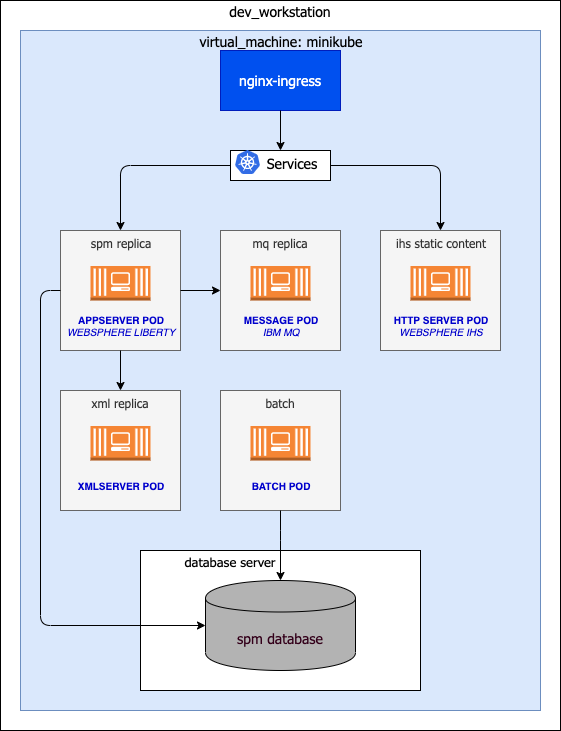 dev_workstation
virtual_machine: minikube
nginx-ingress
Services
spm replica
APPSERVER POD
WEBSPHERE LIBERTY
mq replica
MESSAGE POD
IBM MQ
ihs static content
HTTP SERVER POD
WEBSPHERE IHS
xml replica
XMLSERVER POD
batch
BATCH POD
database server
spm database